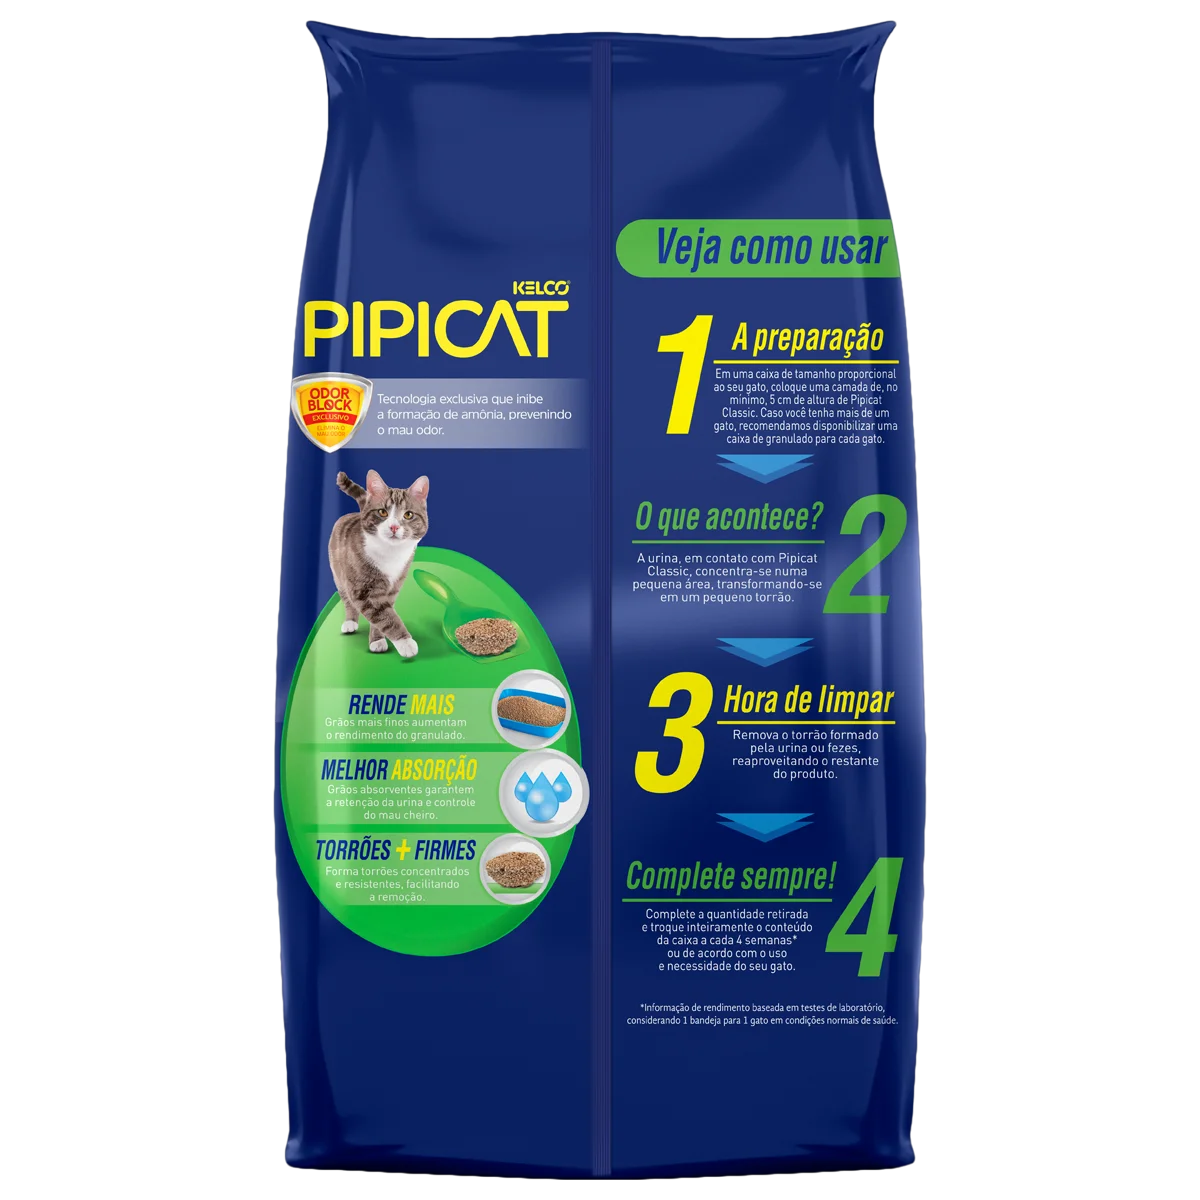 KELCO®
PIPICAT
ODOR
BLOCK
EXCLUSIVO
ELIMINA O
MAU ODOR
Tecnologia exclusiva que inibe
a formação de amônia, prevenindo
o mau odor.
RENDE MAIS
Grãos mais finos aumentam
o rendimento do granulado.
MELHOR ABSORÇÃO
Grãos absorventes garantem
a retenção da urina e controle
do mau cheiro.
TORRÕES + FIRMES
Forma torrões concentrados
e resistentes, facilitando
a remoção.
Veja como usar
1
A preparação
Em uma caixa de tamanho proporcional
ao seu gato, coloque uma camada de, no
mínimo, 5 cm de altura de Pipicat
Classic. Caso você tenha mais de um
gato, recomendamos disponibilizar uma
caixa de granulado para cada gato.
O que acontece?
2
A urina, em contato com Pipicat
Classic, concentra-se numa
pequena área, transformando-se
em um pequeno torrão.
3
Hora de limpar
Remova o torrão formado
pela urina ou fezes,
reaproveitando o restante
do produto.
Complete sempre!
4
Complete a quantidade retirada
e troque inteiramente o conteúdo
da caixa a cada 4 semanas*
ou de acordo com o uso
e necessidade do seu gato.
*Informação de rendimento baseada em testes de laboratório,
considerando 1 bandeja para 1 gato em condições normais de saúde.